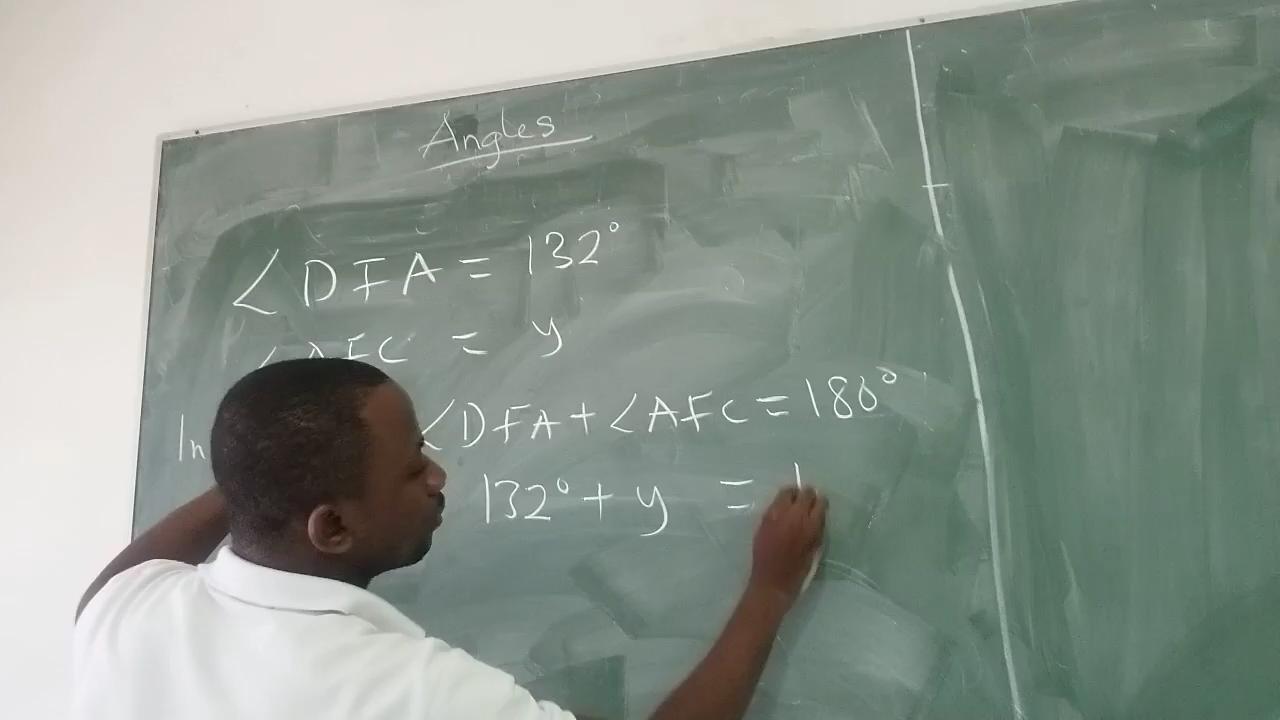 Angles
∠DFA = 132°
∠AFC = y
In ∠DFA + ∠AFC = 180°
132° + y = 1